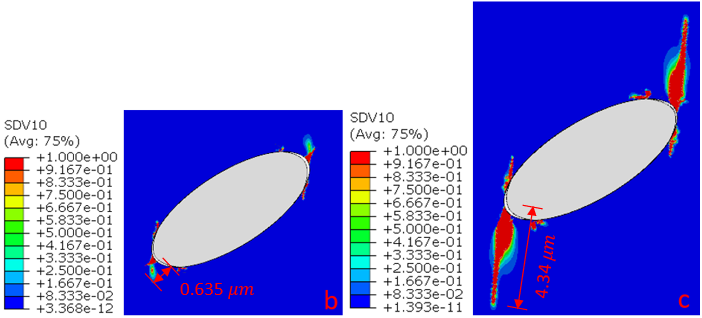 SDV10
(Avg: 75%)
+1.000e+00
+9.167e-01
+8.333e-01
+7.500e-01
+6.667e-01
+5.833e-01
+5.000e-01
+4.167e-01
+3.333e-01
+2.500e-01
+1.667e-01
+8.333e-02
+3.368e-12
0.635 μm
b
SDV10
(Avg: 75%)
+1.000e+00
+9.167e-01
+8.333e-01
+7.500e-01
+6.667e-01
+5.833e-01
+5.000e-01
+4.167e-01
+3.333e-01
+2.500e-01
+1.667e-01
+8.333e-02
+1.393e-11
4.34 μm
c